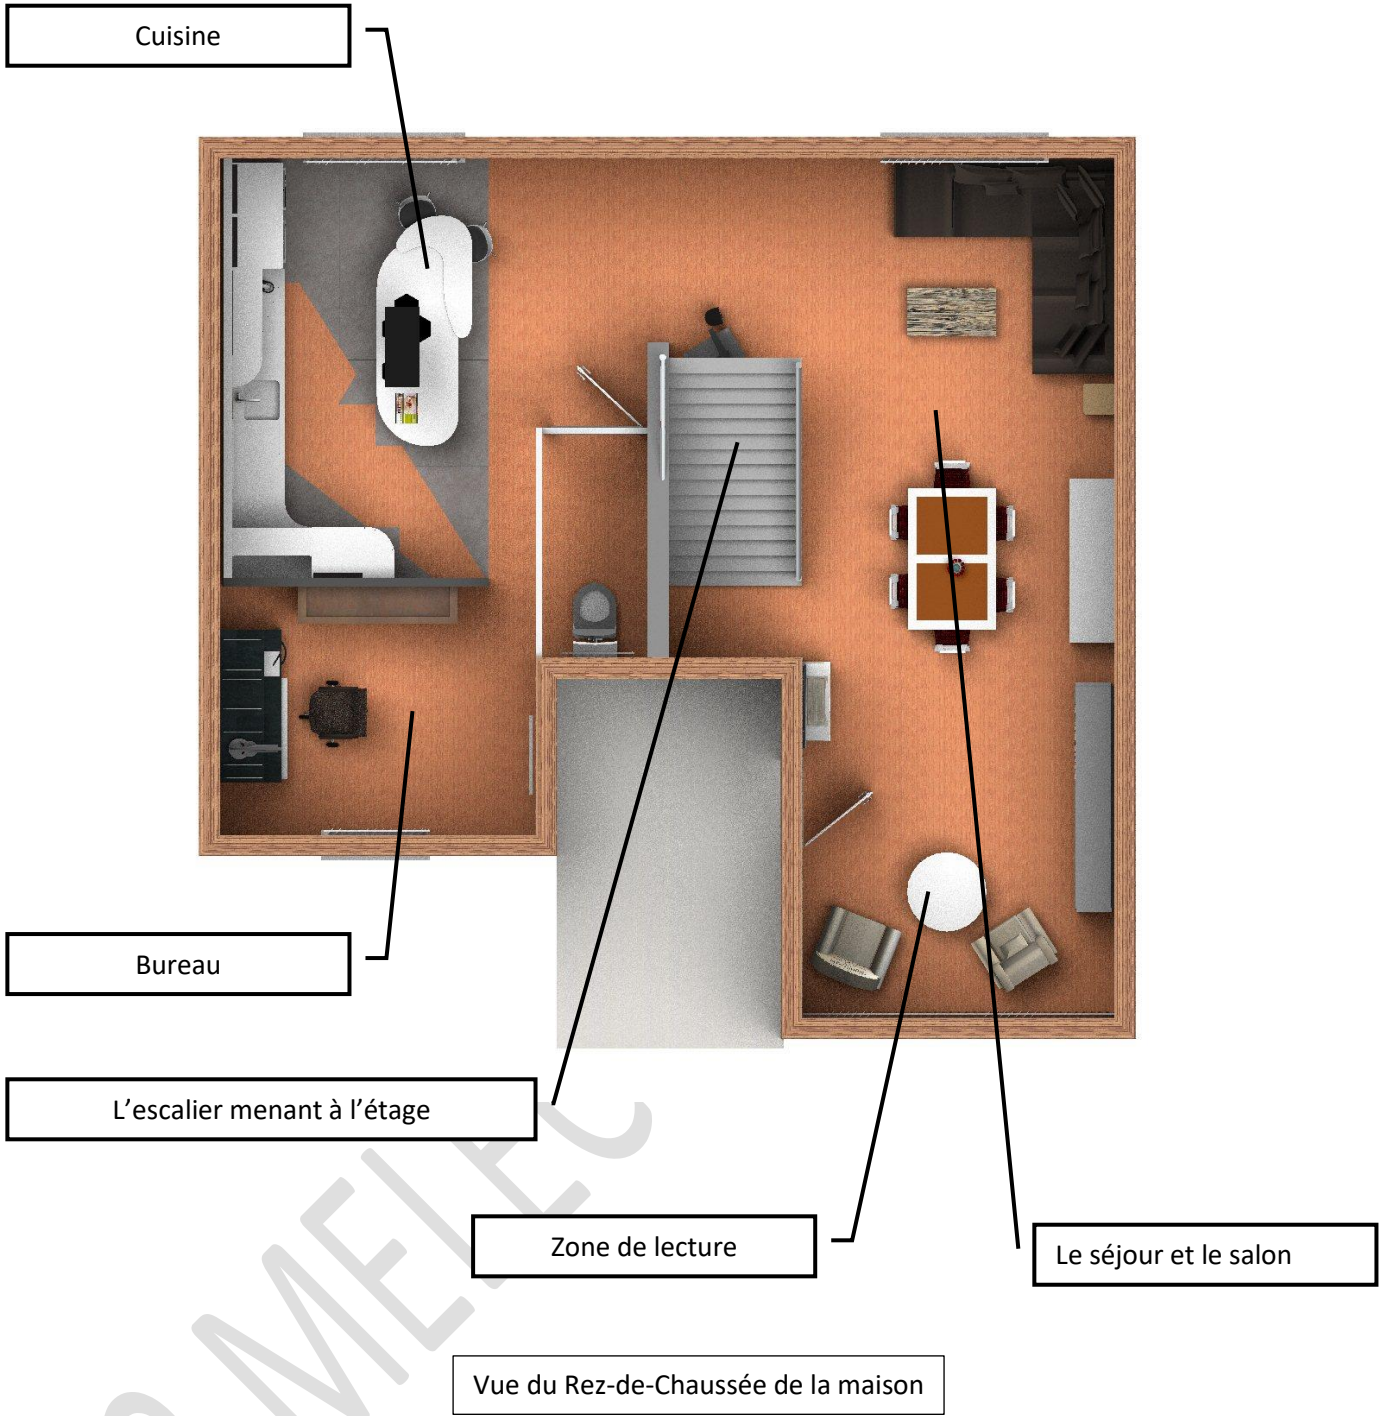 Cuisine
Bureau
L'escalier menant à l'étage
Zone de lecture
Le séjour et le salon
Vue du Rez-de-Chaussée de la maison
MELEC